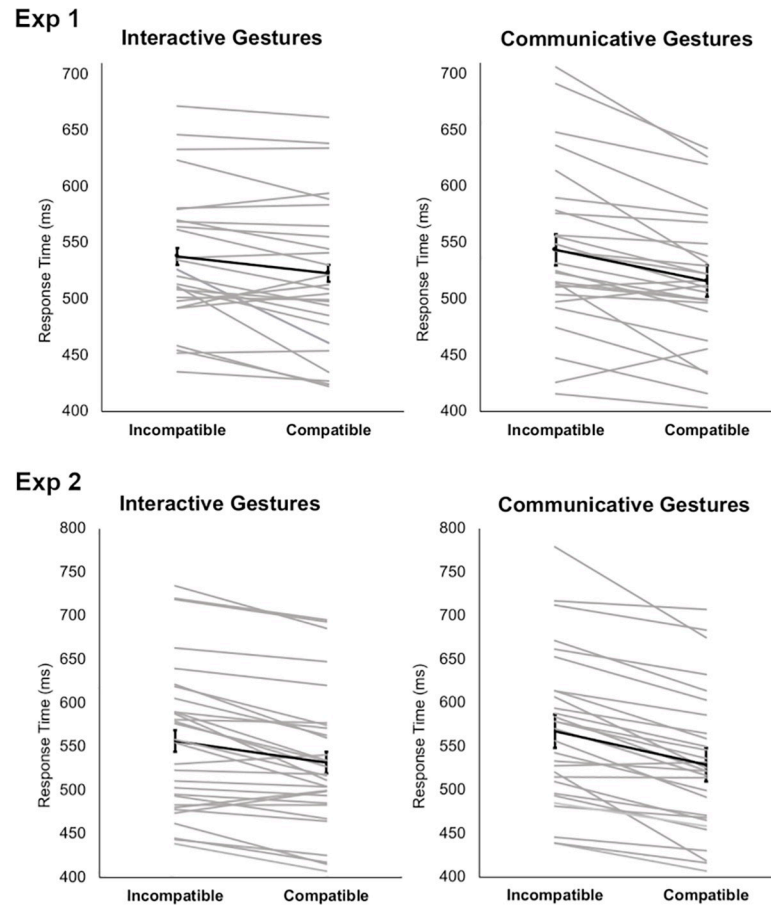 Exp 1
Interactive Gestures
Response Time (ms)
700
650
600
550
500
450
400
Incompatible Compatible
Communicative Gestures
Response Time (ms)
700
650
600
550
500
450
400
Incompatible Compatible
Exp 2
Interactive Gestures
Response Time (ms)
800
750
700
650
600
550
500
450
400
Incompatible Compatible
Communicative Gestures
Response Time (ms)
800
750
700
650
600
550
500
450
400
Incompatible Compatible